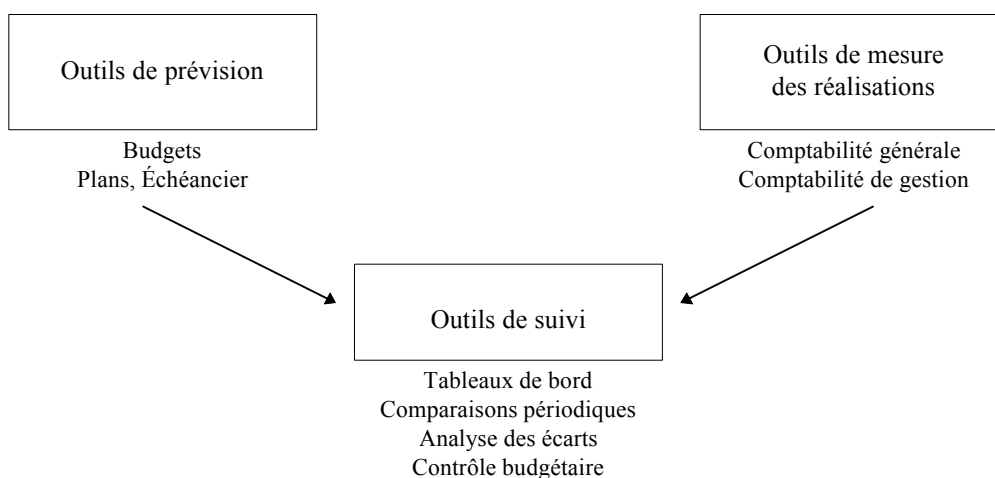 Outils de prévision
Budgets
Plans, Échéancier
Outils de mesure
des réalisations
Comptabilité générale
Comptabilité de gestion
Outils de suivi
Tableaux de bord
Comparaisons périodiques
Analyse des écarts
Contrôle budgétaire